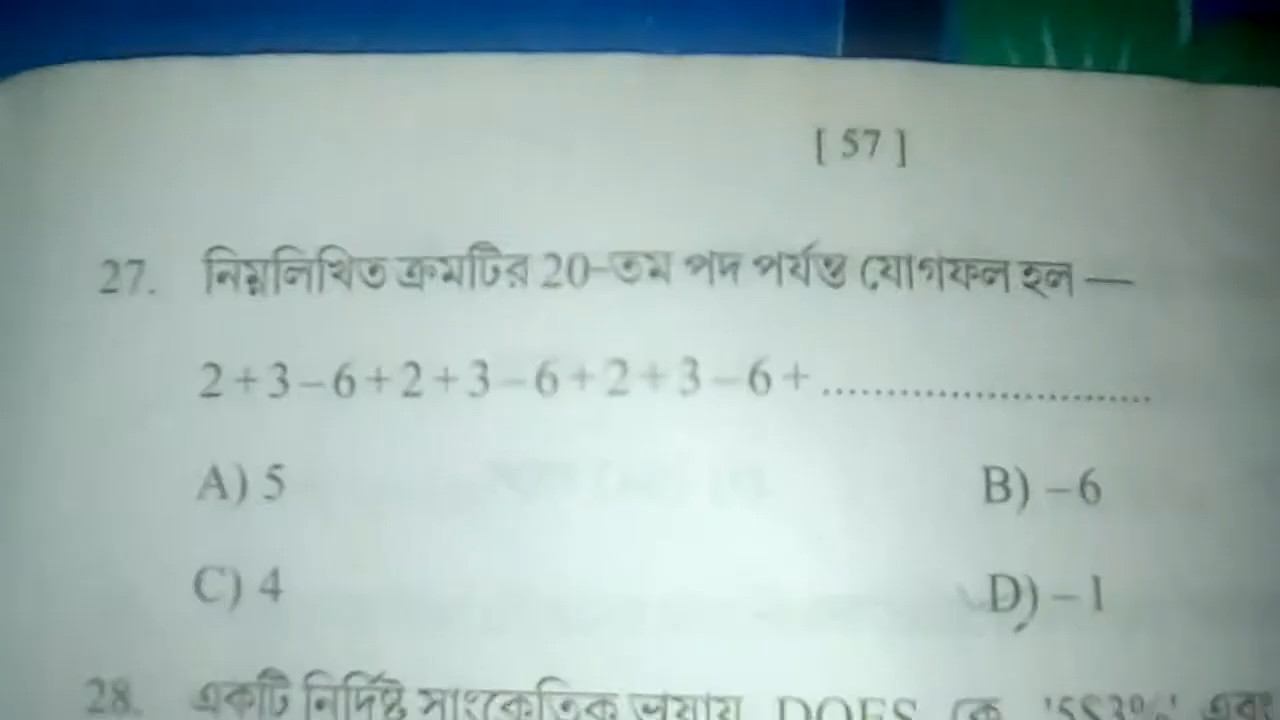 [ 57 ]
27. নিম্নলিখিত ক্রমটির 20-তম পদ পর্যন্ত যোগফল হল —
2 + 3 – 6 + 2 + 3 – 6 + 2 + 3 – 6 + ..............................
A) 5 B) – 6
C) 4 D) – 1
28. একটি নির্দিষ্ট সাংকেতিক ভাষায় DOES কে